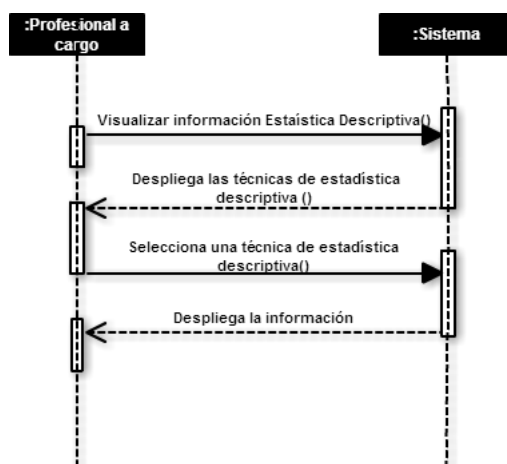 :Profesional a
cargo
:Sistema
Visualizar información Estaística Descriptiva()
Despliega las técnicas de estadística
descriptiva ()
Selecciona una técnica de estadística
descriptiva()
Despliega la información